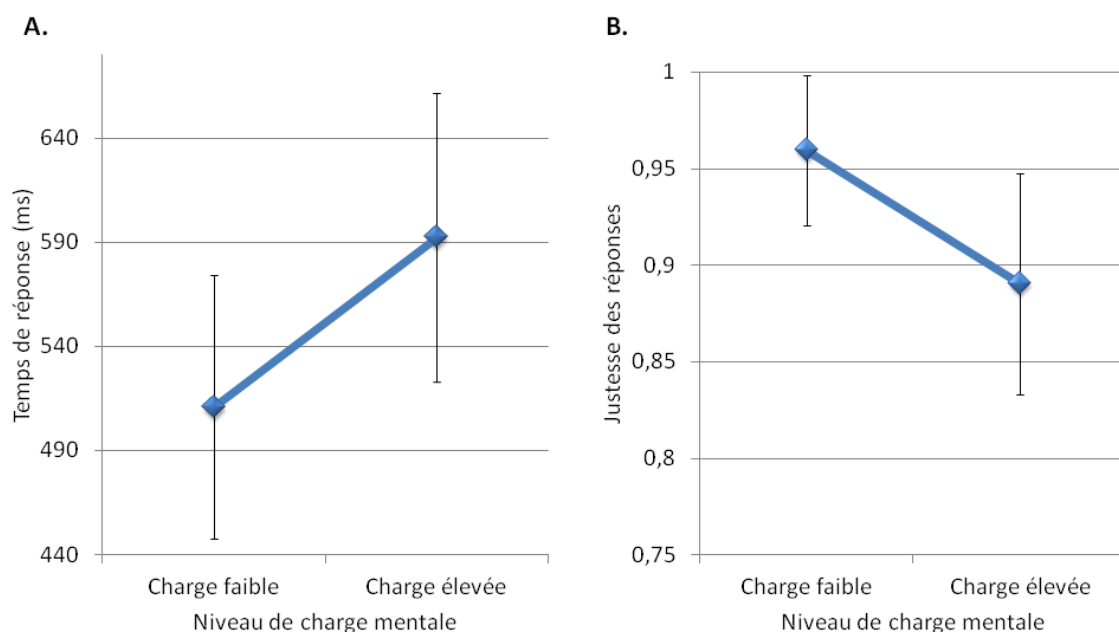 A.
Temps de réponse (ms)
640
590
540
490
440
Charge faible
Charge élevée
Niveau de charge mentale
B.
Justesse des réponses
1
0,95
0,9
0,85
0,8
0,75
Charge faible
Charge élevée
Niveau de charge mentale